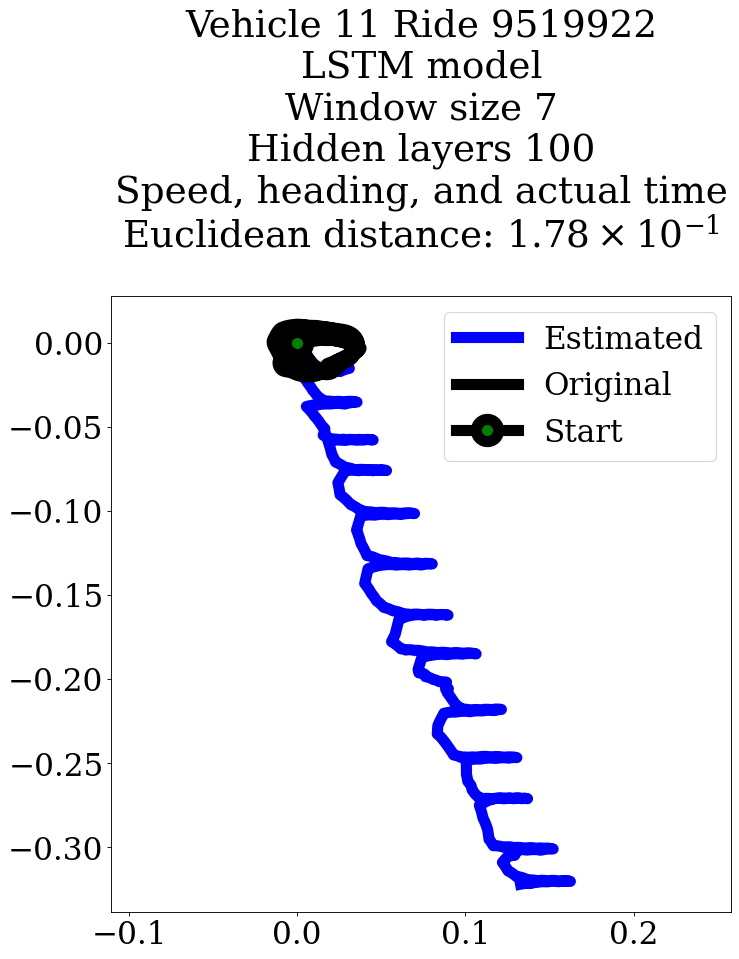 Vehicle 11 Ride 9519922
LSTM model
Window size 7
Hidden layers 100
Speed, heading, and actual time
Euclidean distance: 1.78 × 10⁻¹
Estimated
Original
Start
0.00
−0.05
−0.10
−0.15
−0.20
−0.25
−0.30
−0.1 0.0 0.1 0.2